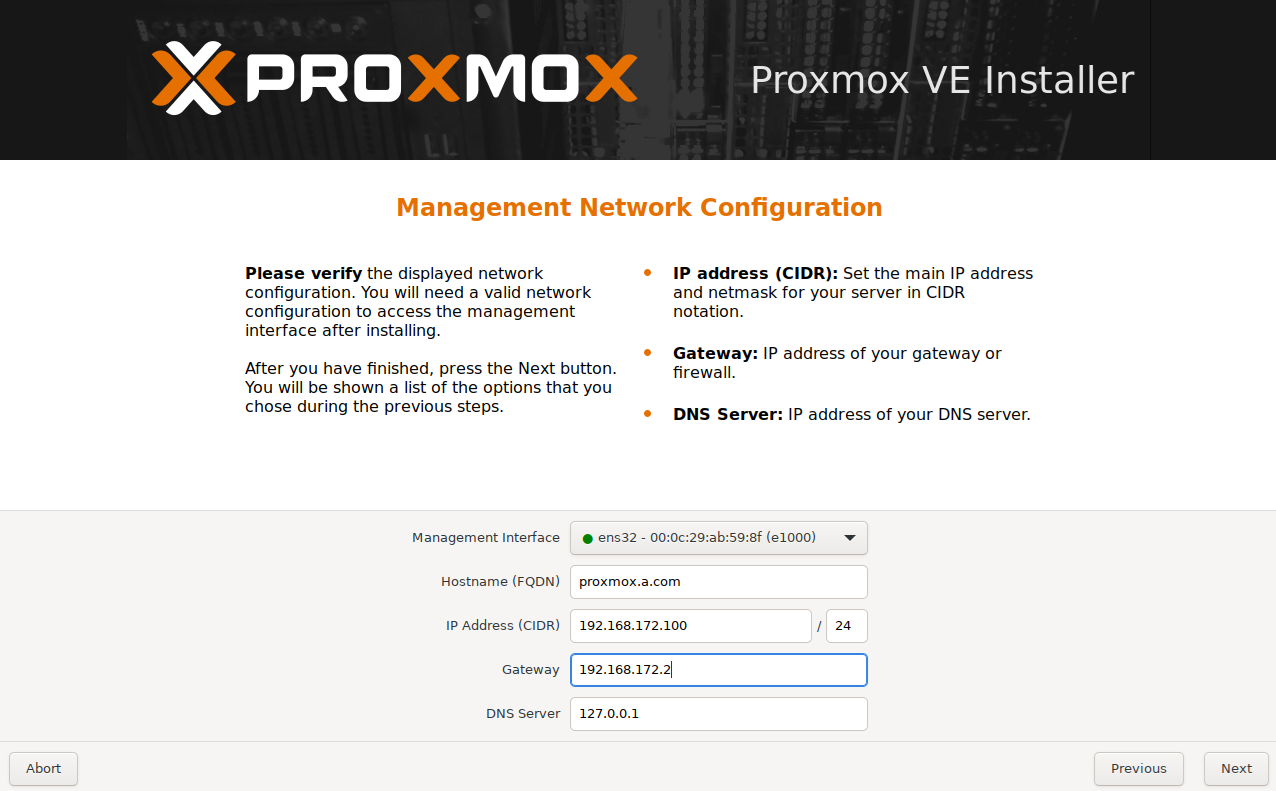 PROXMOX
Proxmox VE Installer
Management Network Configuration
Please verify the displayed network
configuration. You will need a valid network
configuration to access the management
interface after installing.
After you have finished, press the Next button.
You will be shown a list of the options that you
chose during the previous steps.
IP address (CIDR): Set the main IP address
and netmask for your server in CIDR
notation.
Gateway: IP address of your gateway or
firewall.
DNS Server: IP address of your DNS server.
Management Interface ens32 - 00:0c:29:ab:59:8f (e1000)
Hostname (FQDN) proxmox.a.com
IP Address (CIDR) 192.168.172.100 / 24
Gateway 192.168.172.2
DNS Server 127.0.0.1
Abort Previous Next